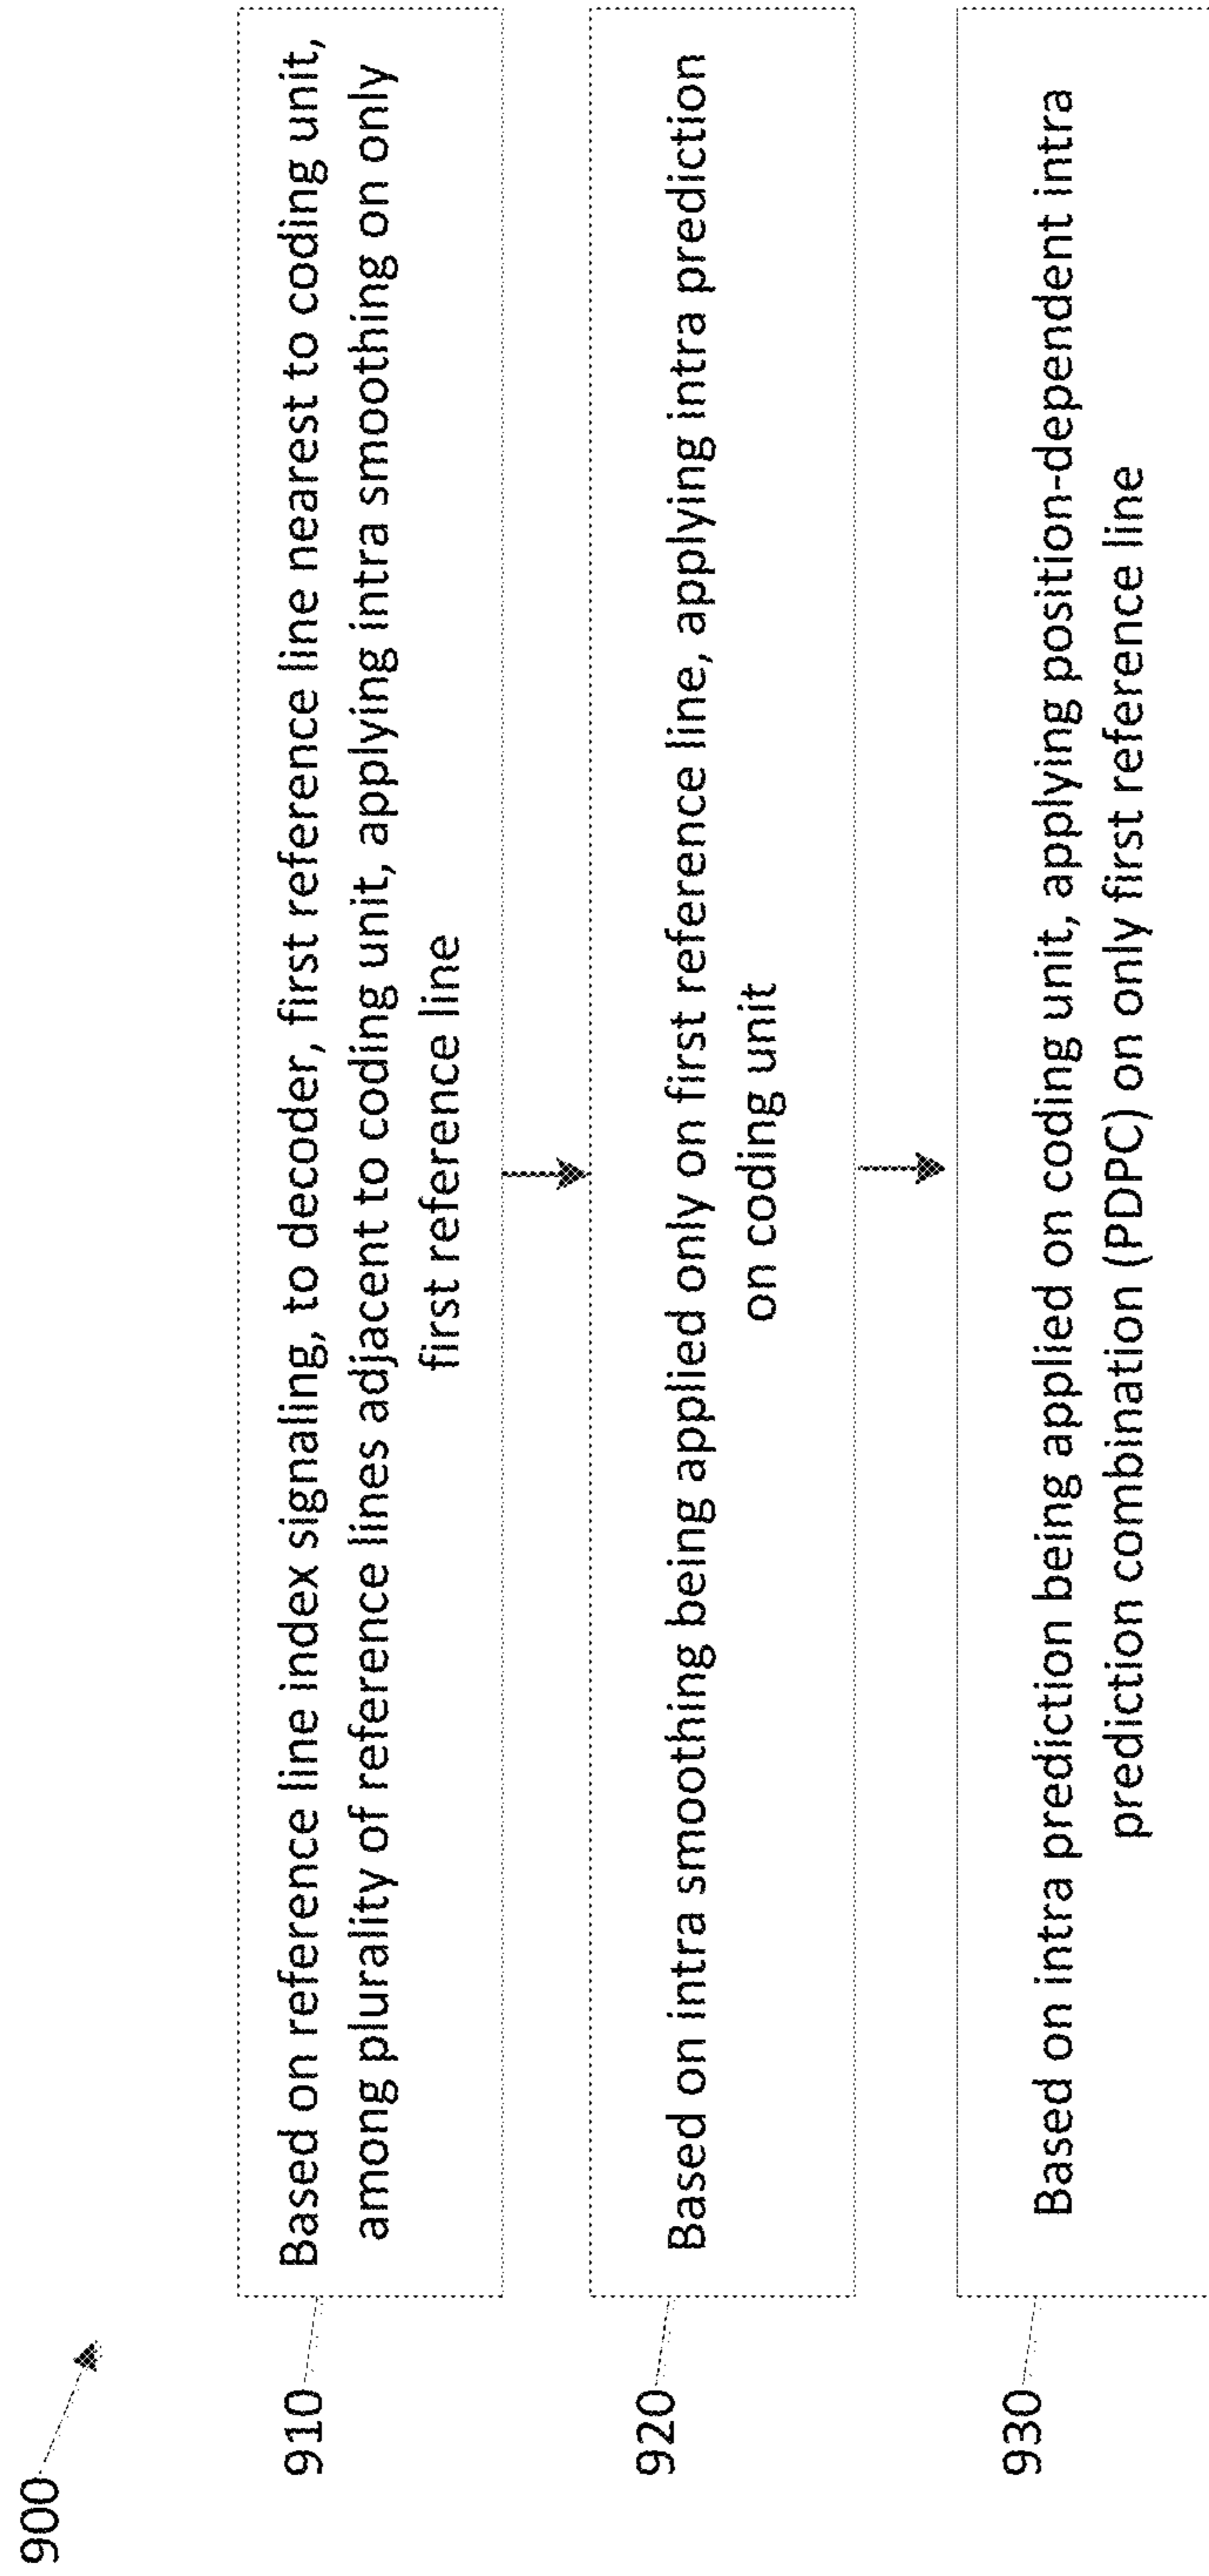 900
910
Based on reference line index signaling, to decoder, first reference line nearest to coding unit,
among plurality of reference lines adjacent to coding unit, applying intra smoothing on only
first reference line
920
Based on intra smoothing being applied only on first reference line, applying intra prediction
on coding unit
930
Based on intra prediction being applied on coding unit, applying position-dependent intra
prediction combination (PDPC) on only first reference line